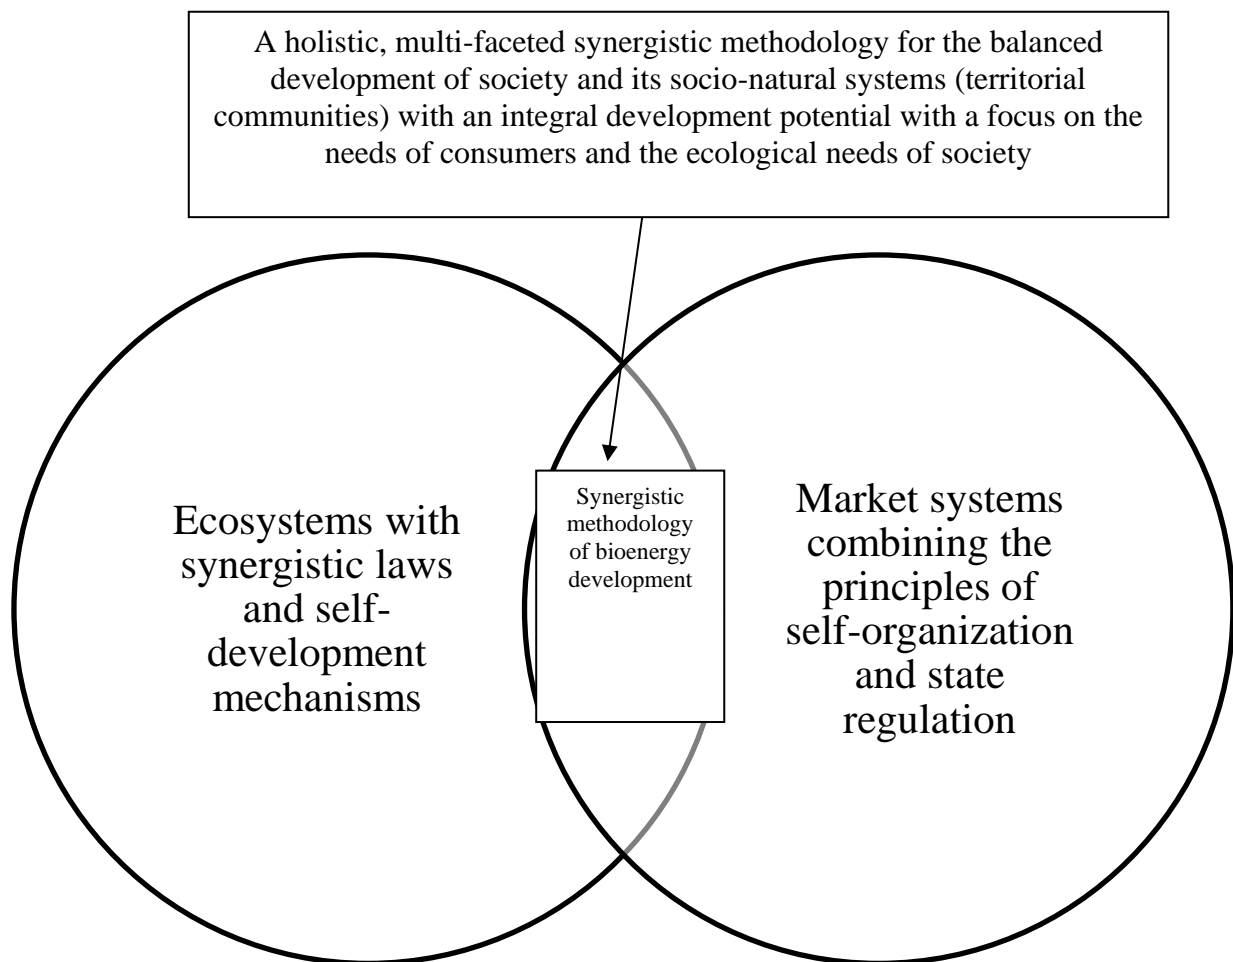 A holistic, multi-faceted synergistic methodology for the balanced
development of society and its socio-natural systems (territorial
communities) with an integral development potential with a focus on the
needs of consumers and the ecological needs of society
Ecosystems with
synergistic laws
and self-
development
mechanisms
Synergistic
methodology
of bioenergy
development
Market systems
combining the
principles of
self-organization
and state
regulation